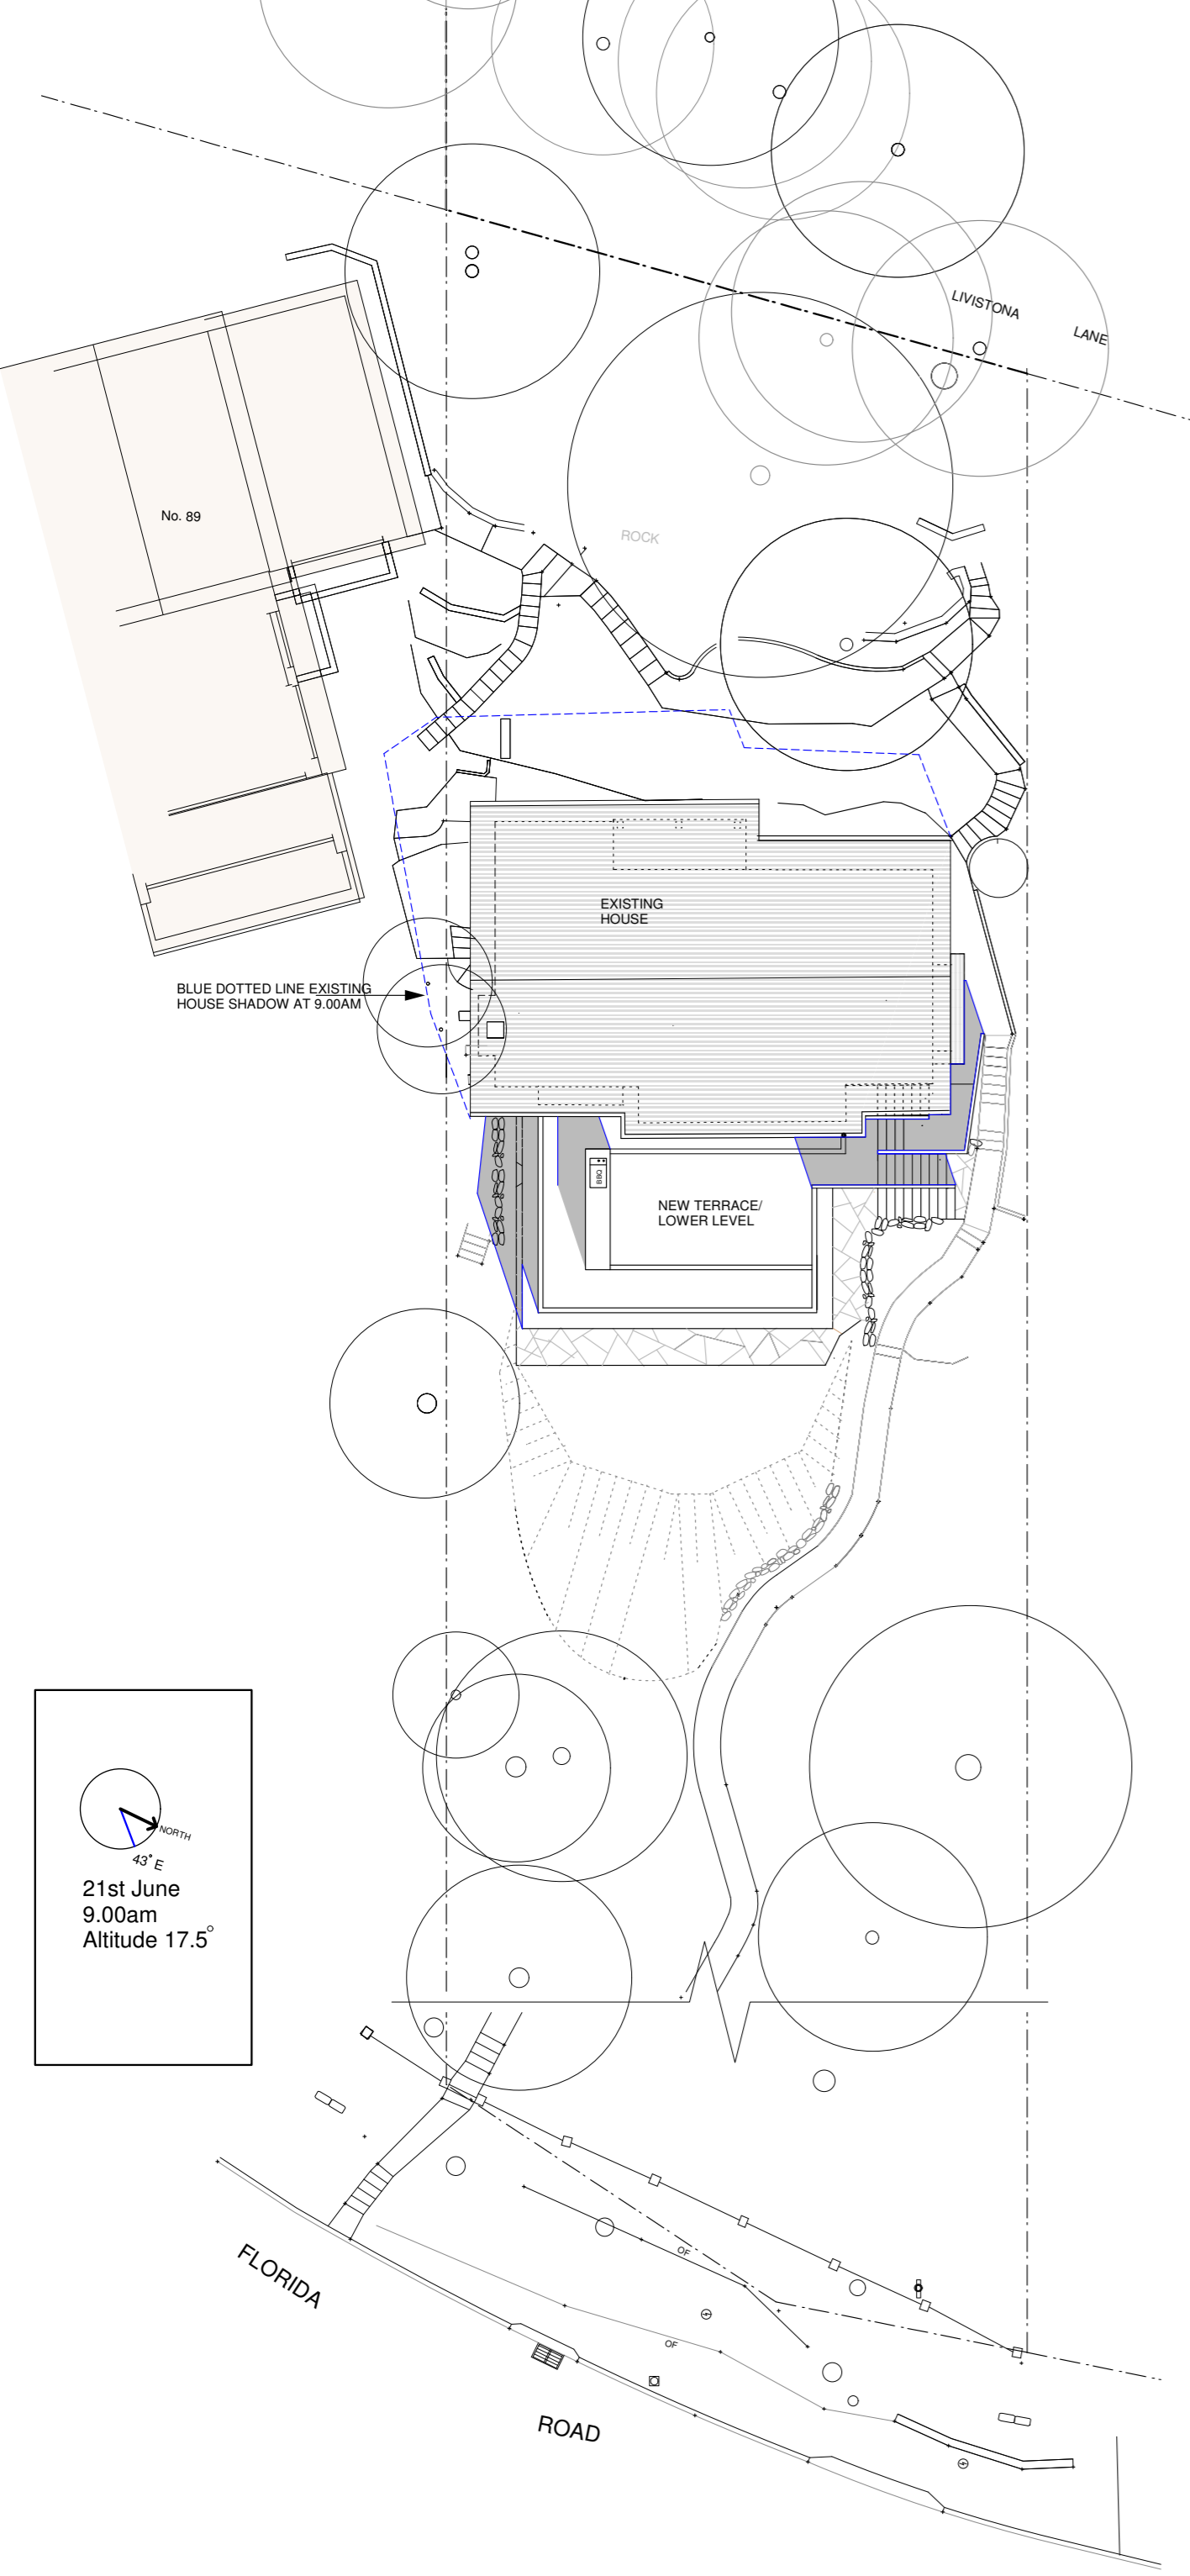 LIVISTONA
LANE
No. 89
ROCK
EXISTING
HOUSE
BLUE DOTTED LINE EXISTING
HOUSE SHADOW AT 9.00AM
BBQ
NEW TERRACE/
LOWER LEVEL
NORTH
43° E
21st June
9.00am
Altitude 17.5°
OF
OF
FLORIDA
ROAD